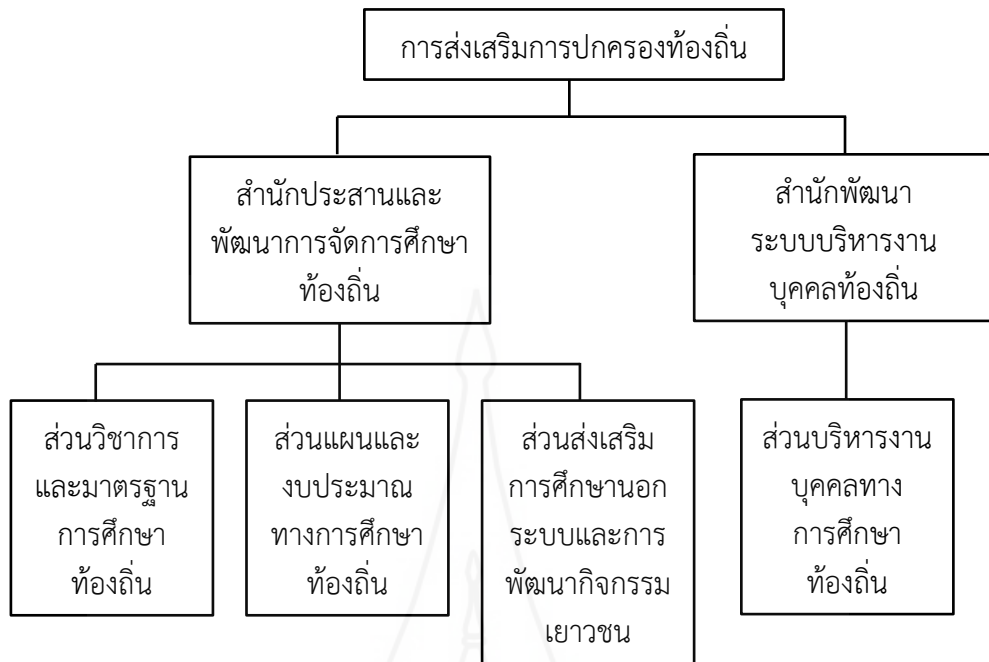 การส่งเสริมการปกครองท้องถิ่น
สำนักประสานและ
พัฒนาการจัดการศึกษา
ท้องถิ่น
สำนักพัฒนา
ระบบบริหารงาน
บุคคลท้องถิ่น
ส่วนวิชาการ
และมาตรฐาน
การศึกษา
ท้องถิ่น
ส่วนแผนและ
งบประมาณ
ทางการศึกษา
ท้องถิ่น
ส่วนส่งเสริม
การศึกษานอก
ระบบและการ
พัฒนากิจกรรม
เยาวชน
ส่วนบริหารงาน
บุคคลทาง
การศึกษา
ท้องถิ่น